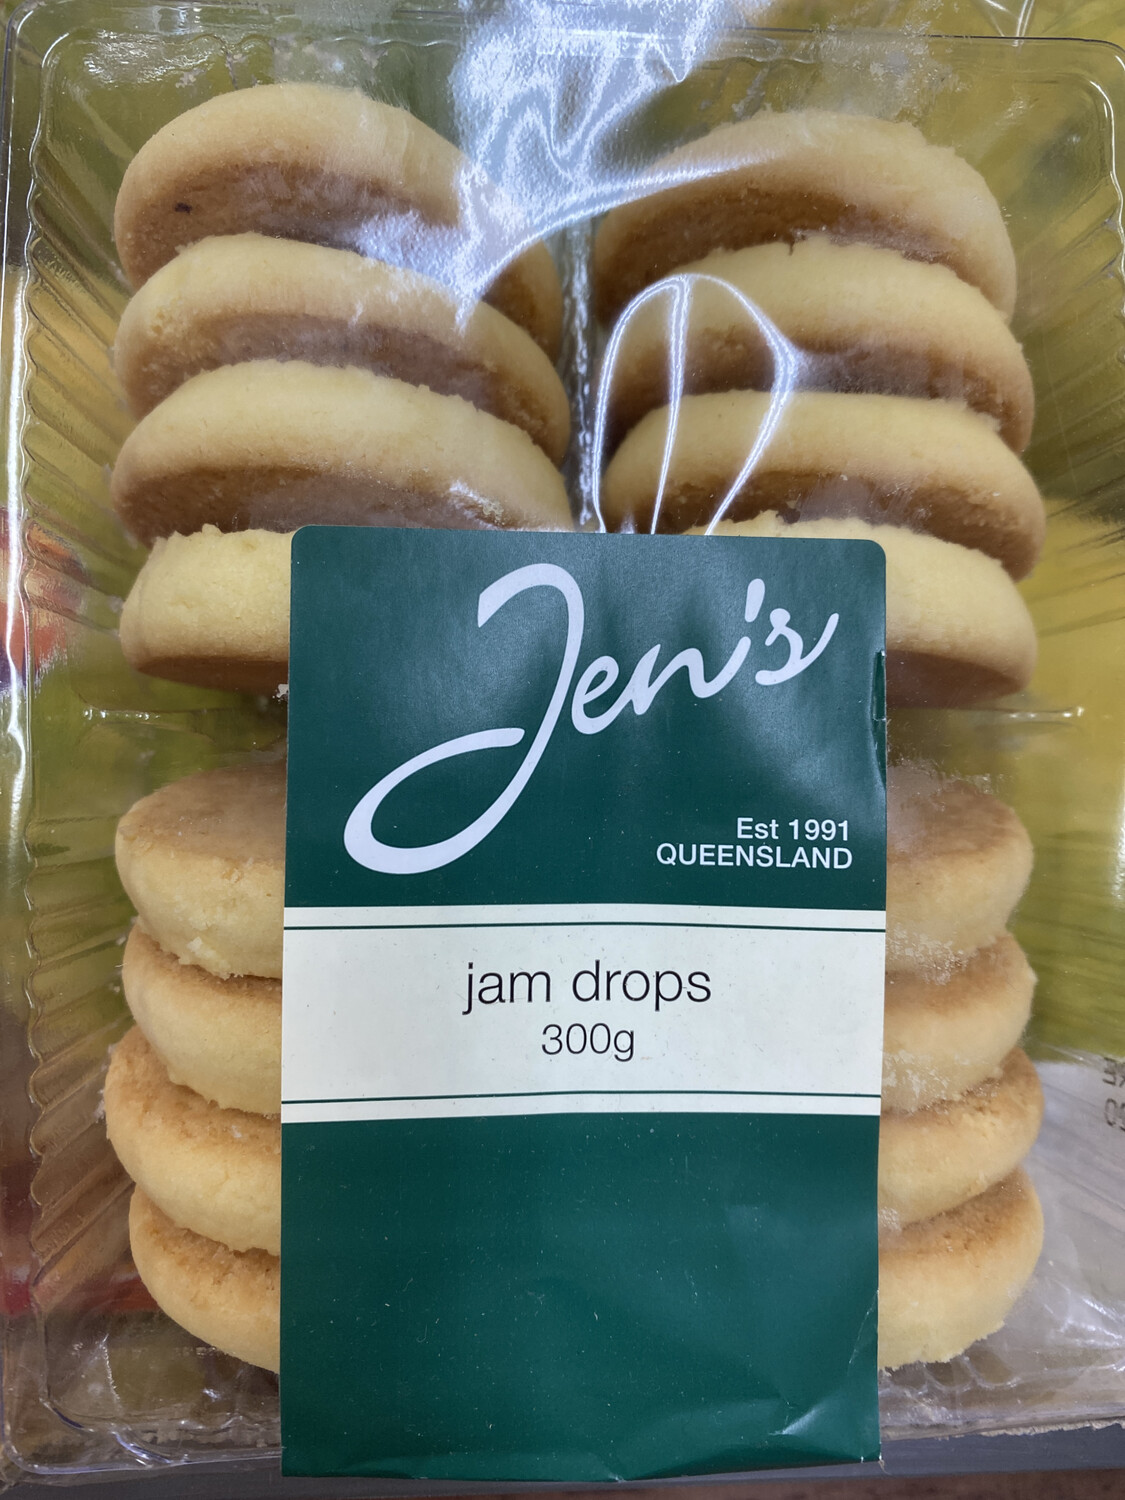 Jen's
Est 1991
QUEENSLAND
jam drops
300g